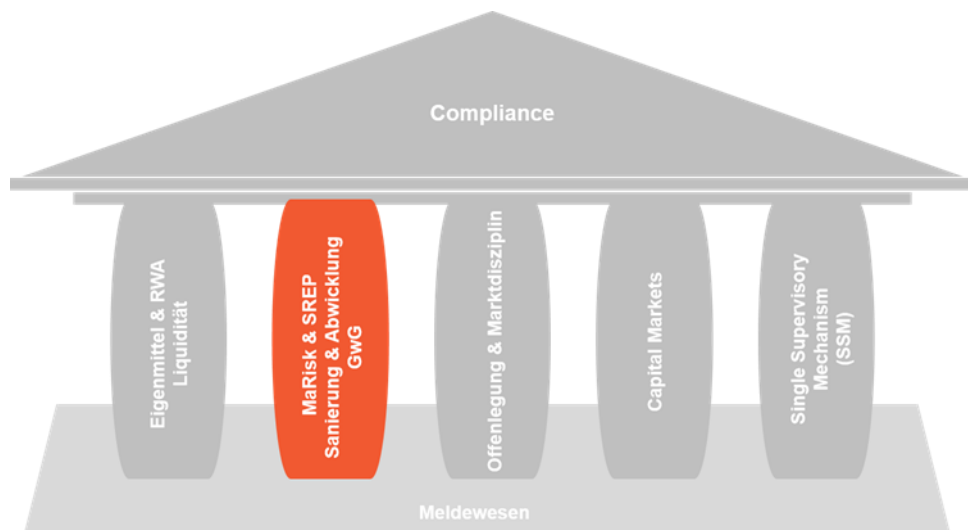 Compliance
Eigenmittel & RWA
Liquidität
MaRisk & SREP
Sanierung & Abwicklung
GwG
Offenlegung & Marktdisziplin
Capital Markets
Single Supervisory
Mechanism
(SSM)
Meldewesen